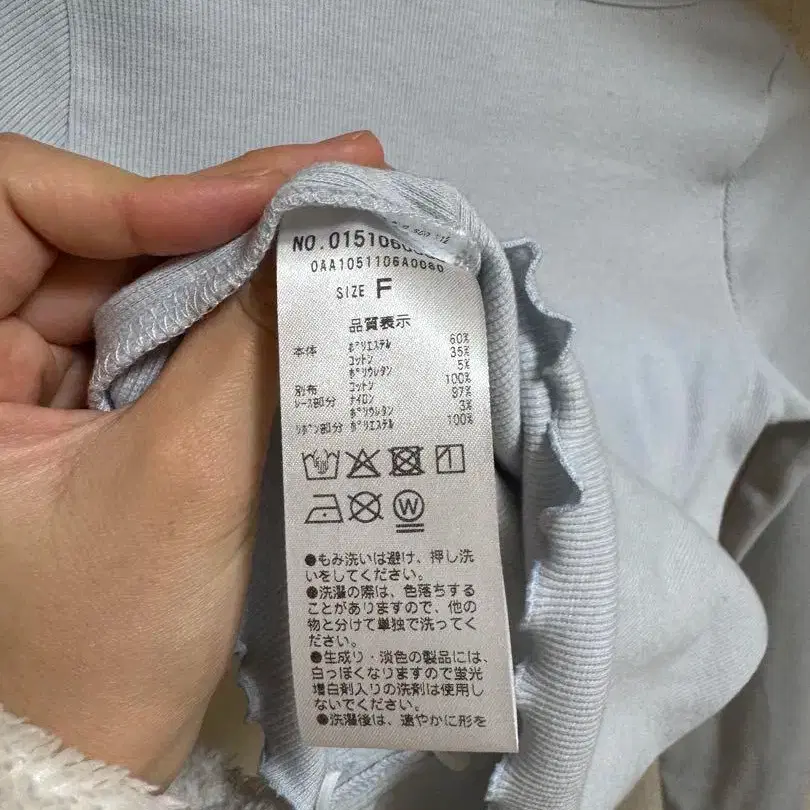 NO.0151060
0AA1051106A0080
SIZE F
品質表示
本体 ポリエステル 60%
コットン 35%
ポリウレタン 5%
別布 コットン 100%
レース部分 ナイロン 97%
ポリウレタン 3%
リボン部分 ポリエステル 100%
W
●もみ洗いは避け、押し洗
いをしてください。
●洗濯の際は、色落ちする
ことがありますので、他の
物と分けて単独で洗ってく
ださい。
●生成り・淡色の製品には、
白っぽくなりますので蛍光
増白剤入りの洗剤は使用し
ないでください。
●洗濯後は、速やかに形を